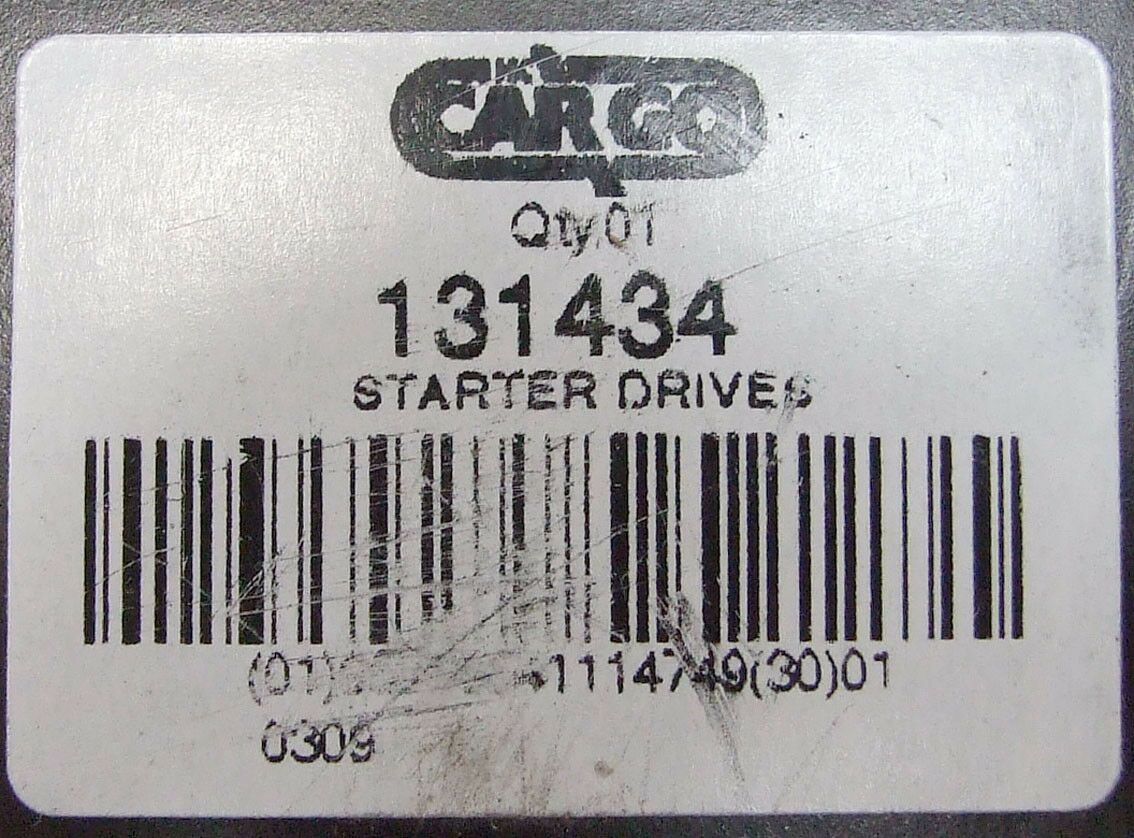 CARGO
Qty.01
131434
STARTER DRIVES
(01) 1114749(30)01
0309